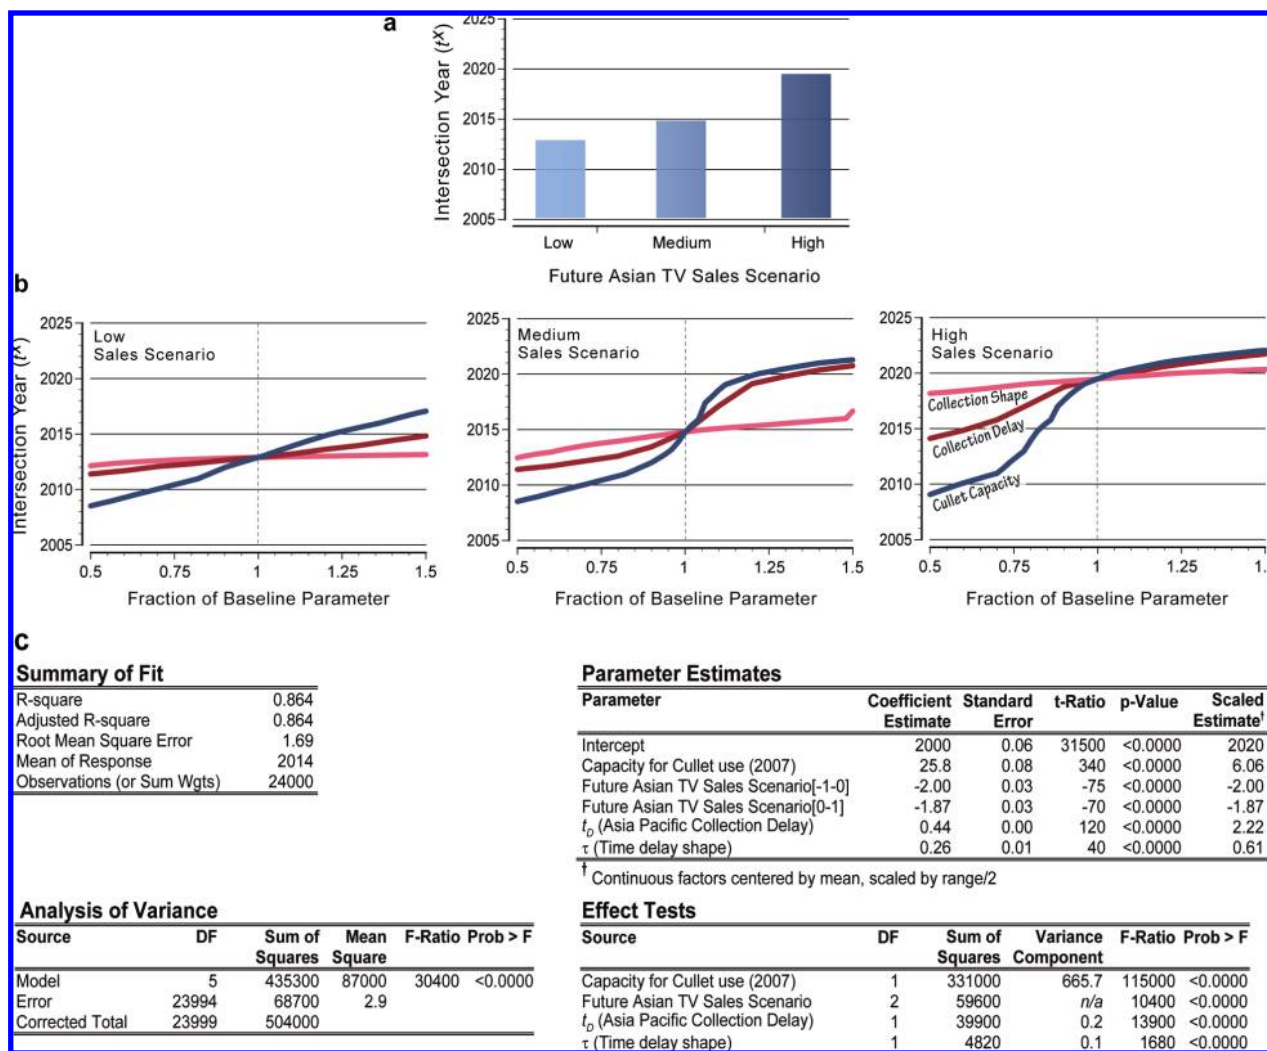 a
Intersection Year (tˣ)
2025
2020
2015
2010
2005
Low
Medium
High
Future Asian TV Sales Scenario
b
Intersection Year (tˣ)
2025
2020
2015
2010
2005
Low
Sales Scenario
0.5
0.75
1
1.25
1.5
Fraction of Baseline Parameter
2025
2020
2015
2010
2005
Medium
Sales Scenario
0.5
0.75
1
1.25
1.5
Fraction of Baseline Parameter
2025
2020
2015
2010
2005
High
Sales Scenario
Collection Shape
Collection Delay
Cullet Capacity
0.5
0.75
1
1.25
Fraction of Baseline Parameter
c
Summary of Fit
R-square 0.864
Adjusted R-square 0.864
Root Mean Square Error 1.69
Mean of Response 2014
Observations (or Sum Wgts) 24000
Parameter Estimates
Parameter Coefficient Standard t-Ratio p-Value Scaled
Estimate Error Estimate†
Intercept 2000 0.06 31500 <0.0000 2020
Capacity for Cullet use (2007) 25.8 0.08 340 <0.0000 6.06
Future Asian TV Sales Scenario[-1-0] -2.00 0.03 -75 <0.0000 -2.00
Future Asian TV Sales Scenario[0-1] -1.87 0.03 -70 <0.0000 -1.87
t_D (Asia Pacific Collection Delay) 0.44 0.00 120 <0.0000 2.22
τ (Time delay shape) 0.26 0.01 40 <0.0000 0.61
† Continuous factors centered by mean, scaled by range/2
Analysis of Variance
Source DF Sum of Mean F-Ratio Prob > F
Squares Square
Model 5 435300 87000 30400 <0.0000
Error 23994 68700 2.9
Corrected Total 23999 504000
Effect Tests
Source DF Sum of Variance F-Ratio Prob > F
Squares Component
Capacity for Cullet use (2007) 1 331000 665.7 115000 <0.0000
Future Asian TV Sales Scenario 2 59600 n/a 10400 <0.0000
t_D (Asia Pacific Collection Delay) 1 39900 0.2 13900 <0.0000
τ (Time delay shape) 1 4820 0.1 1680 <0.0000